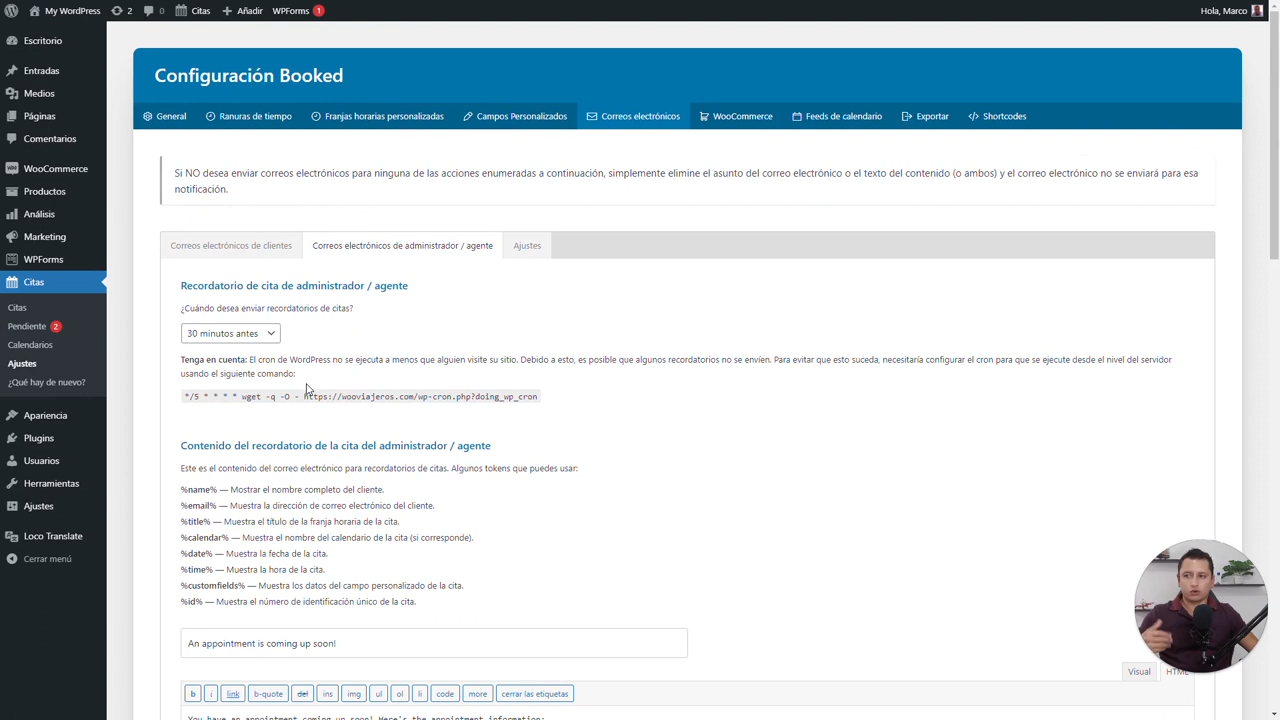 My WordPress 2 0 Citas Añadir WPForms 1 Hola, Marco
Escritorio
Entradas
Medios
Páginas
Comentarios
WooCommerce
Productos
Análisis
Marketing
WPForms
Citas
Citas
Pendiente 2
Calendarios
Ajustes
¿Qué hay de nuevo?
Apariencia
Plugins
Usuarios
Herramientas
Ajustes
Loco Translate
Cerrar menú
Configuración Booked
General Ranuras de tiempo Franjas horarias personalizadas Campos Personalizados Correos electrónicos WooCommerce Feeds de calendario Exportar Shortcodes
Si NO desea enviar correos electrónicos para ninguna de las acciones enumeradas a continuación, simplemente elimine el asunto del correo electrónico o el texto del contenido (o ambos) y el correo electrónico no se enviará para esa
notificación.
Correos electrónicos de clientes Correos electrónicos de administrador / agente Ajustes
Recordatorio de cita de administrador / agente
¿Cuándo desea enviar recordatorios de citas?
30 minutos antes
Tenga en cuenta: El cron de WordPress no se ejecuta a menos que alguien visite su sitio. Debido a esto, es posible que algunos recordatorios no se envíen. Para evitar que esto suceda, necesitaría configurar el cron para que se ejecute desde el nivel del servidor
usando el siguiente comando:
*/5 * * * * wget -q -O - https://wooviajeros.com/wp-cron.php?doing_wp_cron
Contenido del recordatorio de la cita del administrador / agente
Este es el contenido del correo electrónico para recordatorios de citas. Algunos tokens que puedes usar:
%name% — Mostrar el nombre completo del cliente.
%email% — Muestra la dirección de correo electrónico del cliente.
%title% — Muestra el título de la franja horaria de la cita.
%calendar% — Muestra el nombre del calendario de la cita (si corresponde).
%date% — Muestra la fecha de la cita.
%time% — Muestra la hora de la cita.
%customfields% — Muestra los datos del campo personalizado de la cita.
%id% — Muestra el número de identificación único de la cita.
An appointment is coming up soon!
Visual HTML
b i link b-quote del ins img ul ol li code more cerrar las etiquetas
You have an appointment coming up soon! Here's the appointment information: